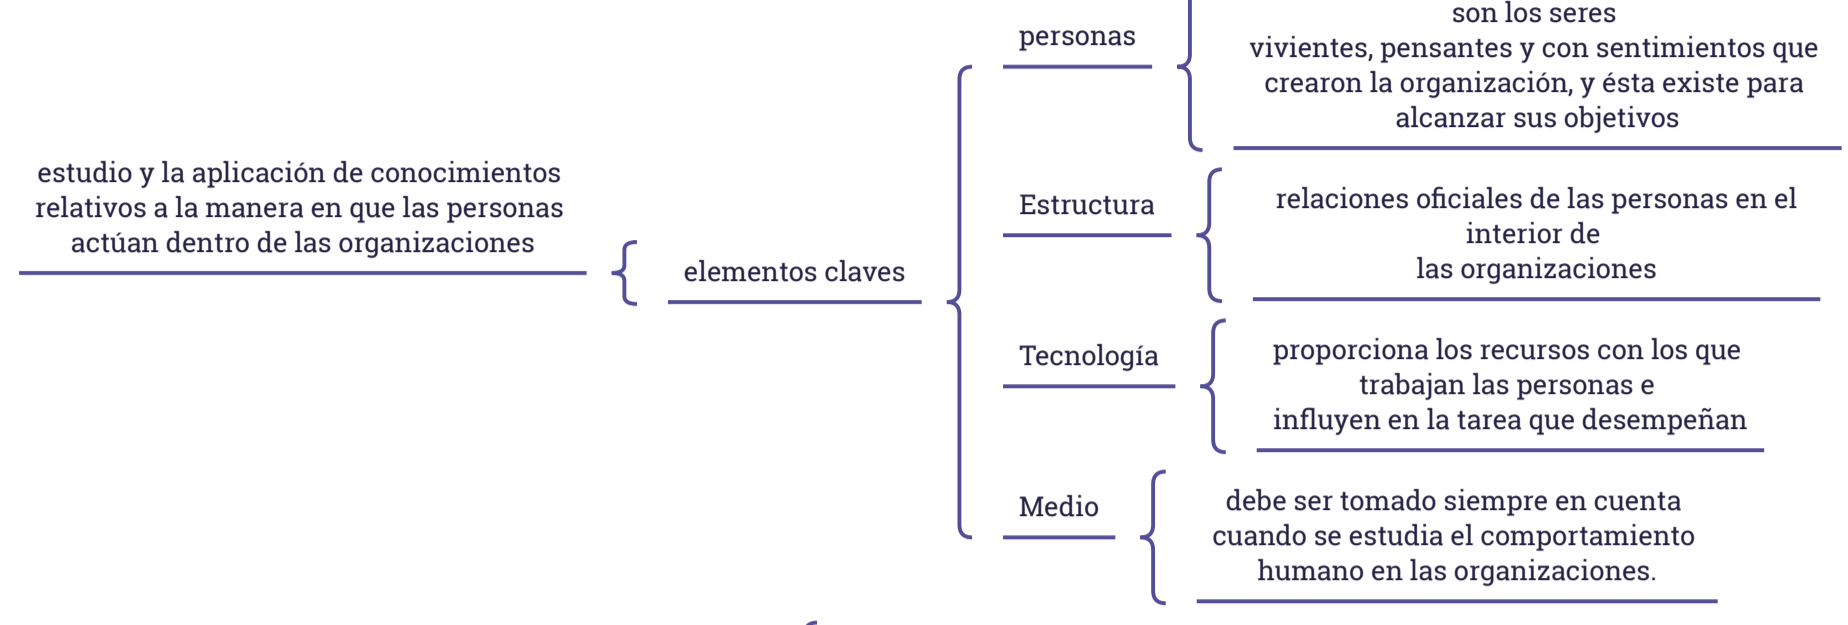 estudio y la aplicación de conocimientos
relativos a la manera en que las personas
actúan dentro de las organizaciones
elementos claves
personas
son los seres
vivientes, pensantes y con sentimientos que
crearon la organización, y ésta existe para
alcanzar sus objetivos
Estructura
relaciones oficiales de las personas en el
interior de
las organizaciones
Tecnología
proporciona los recursos con los que
trabajan las personas e
influyen en la tarea que desempeñan
Medio
debe ser tomado siempre en cuenta
cuando se estudia el comportamiento
humano en las organizaciones.